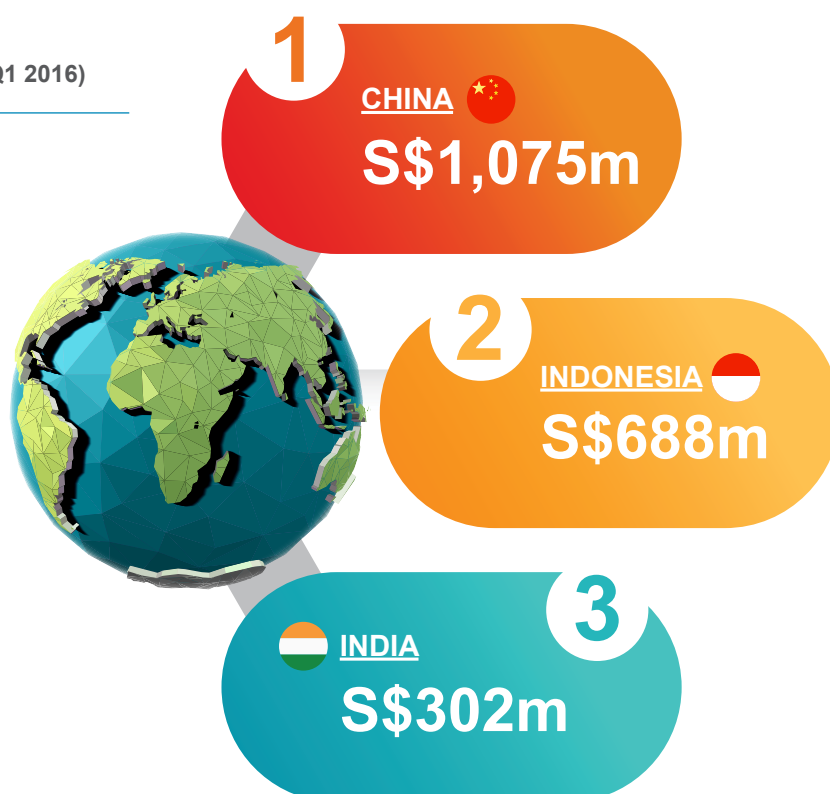 Q1 2016)
1
CHINA
S$1,075m
2
INDONESIA
S$688m
3
INDIA
S$302m